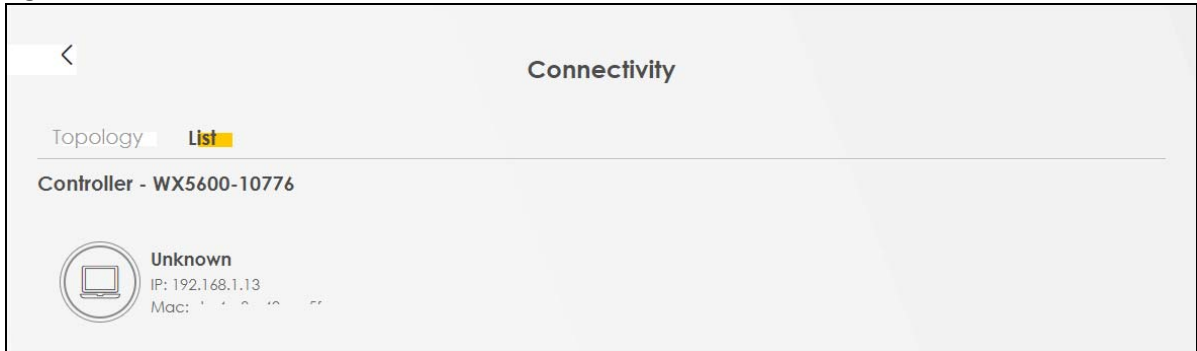 Connectivity
Topology List
Controller - WX5600-10776
Unknown
IP: 192.168.1.13
Mac: